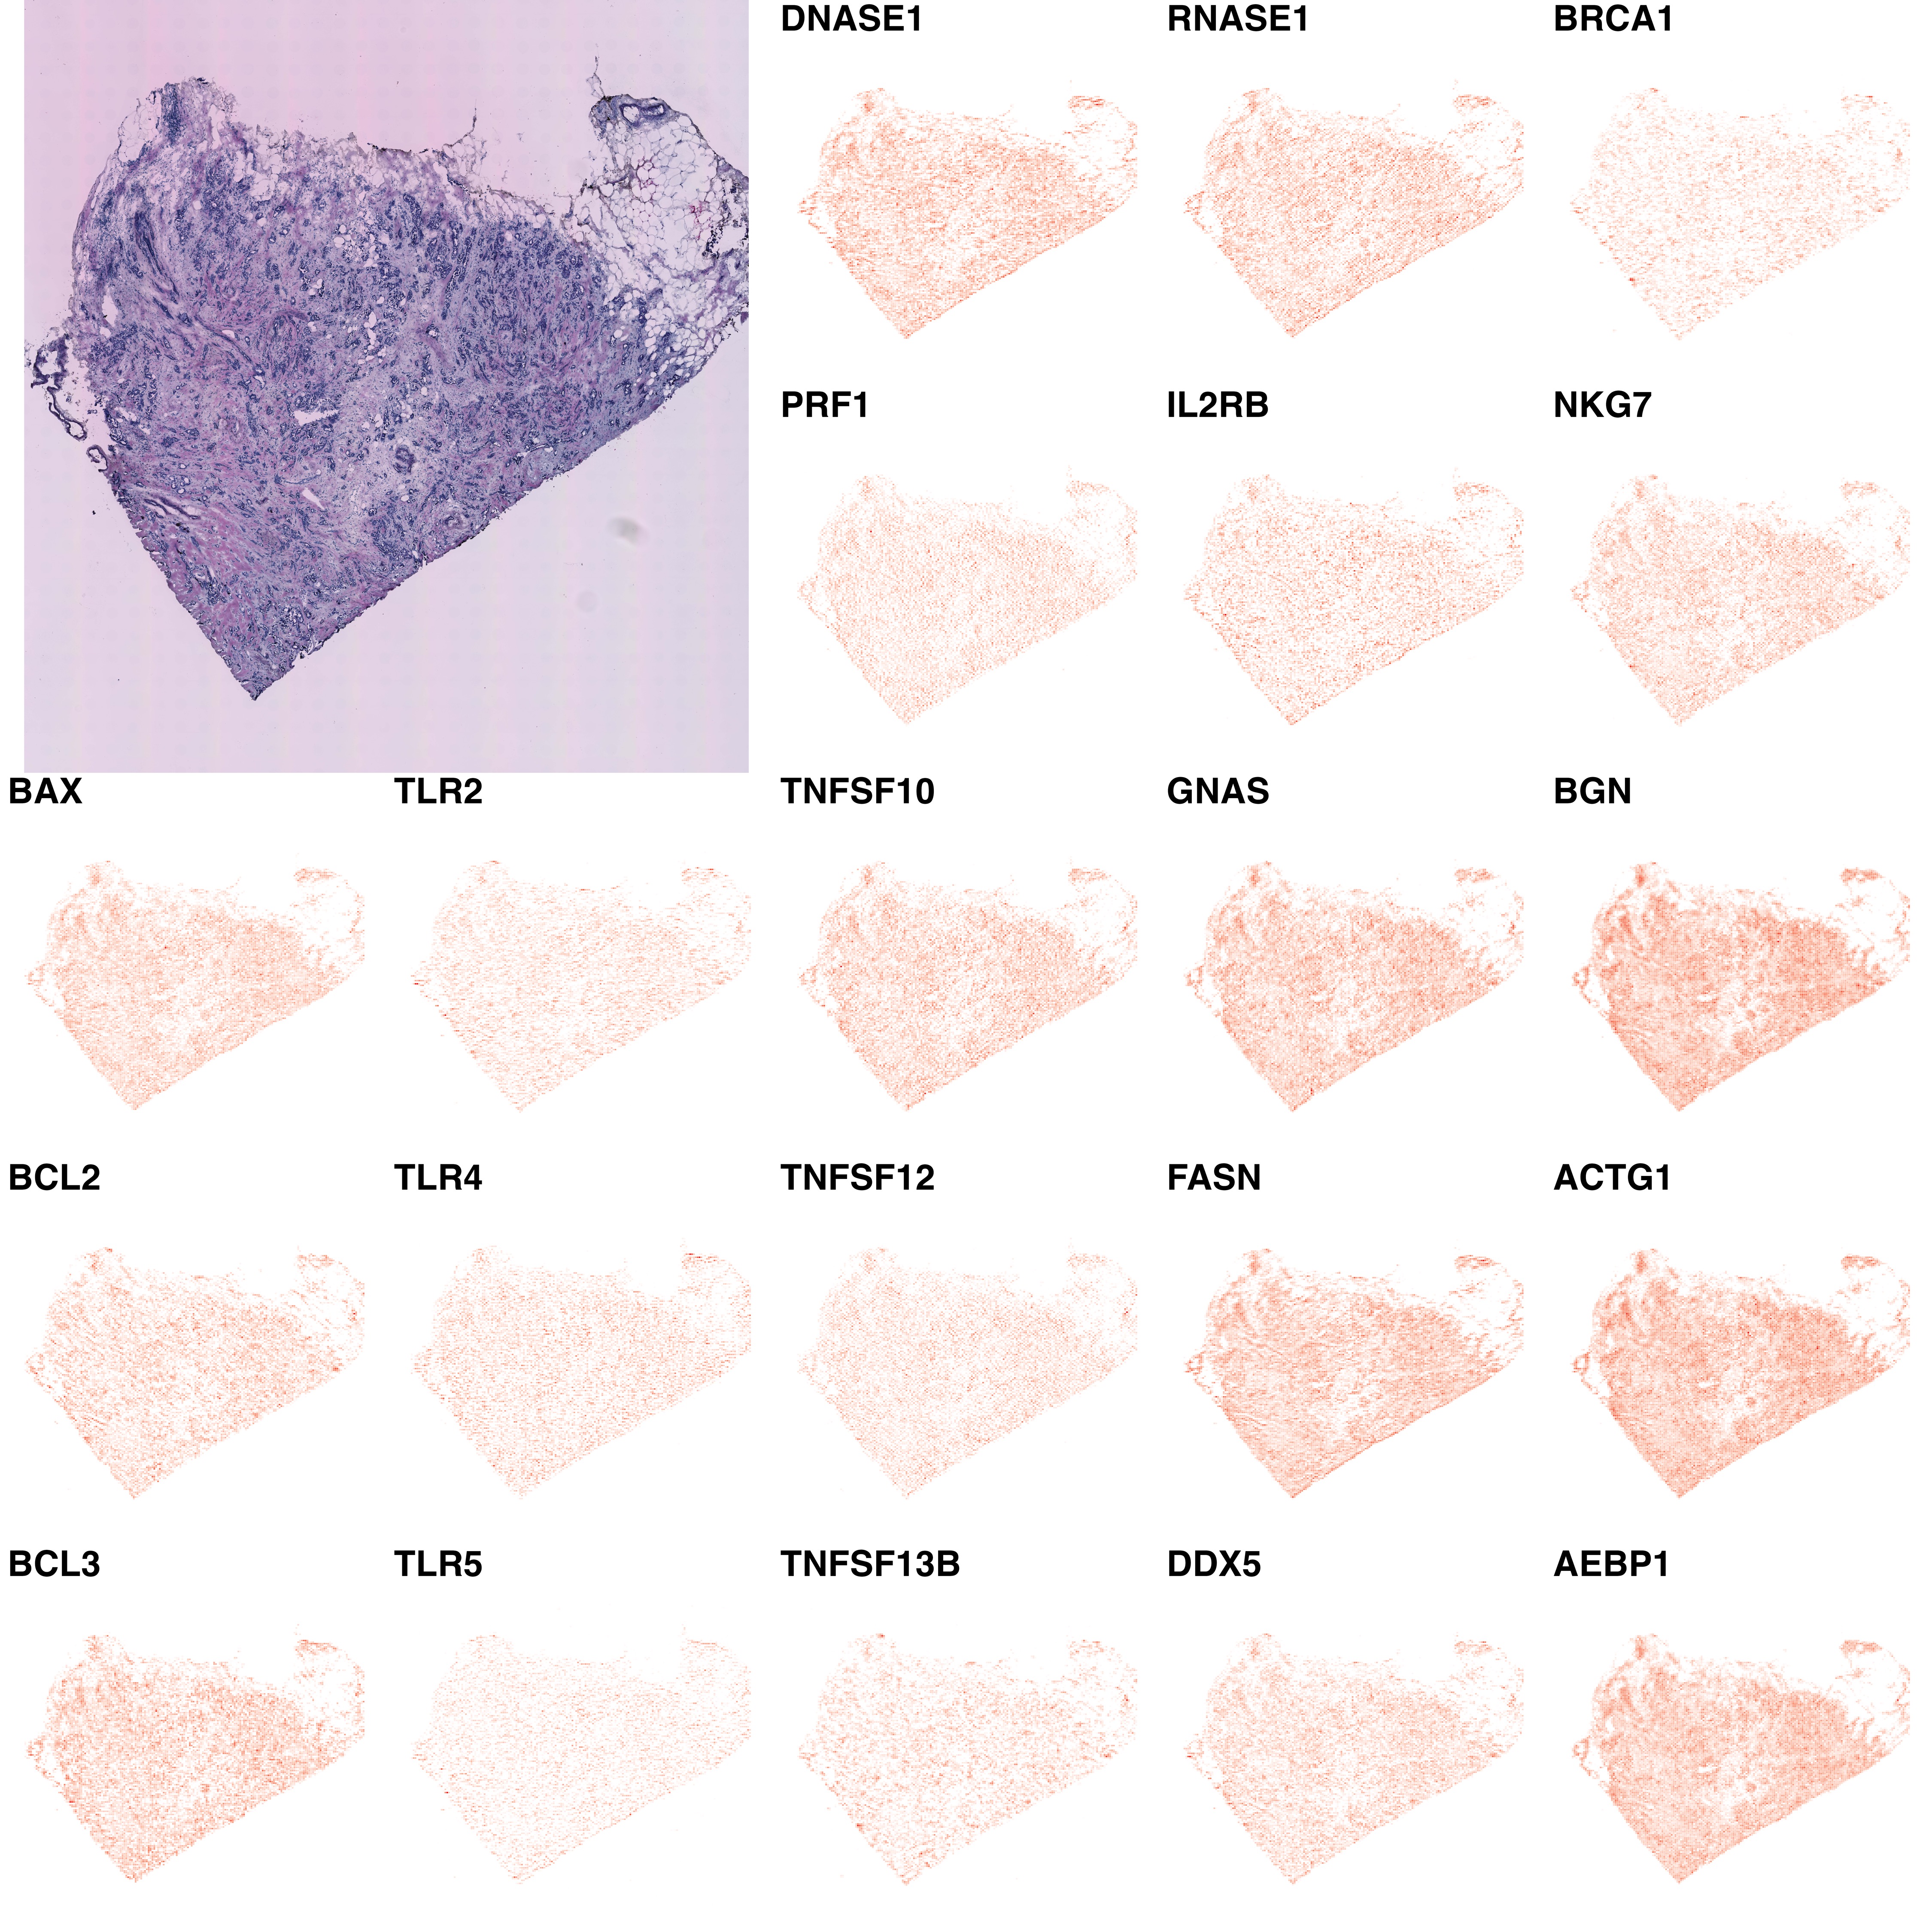 DNASE1 RNASE1 BRCA1
PRF1 IL2RB NKG7
BAX TLR2 TNFSF10 GNAS BGN
BCL2 TLR4 TNFSF12 FASN ACTG1
BCL3 TLR5 TNFSF13B DDX5 AEBP1